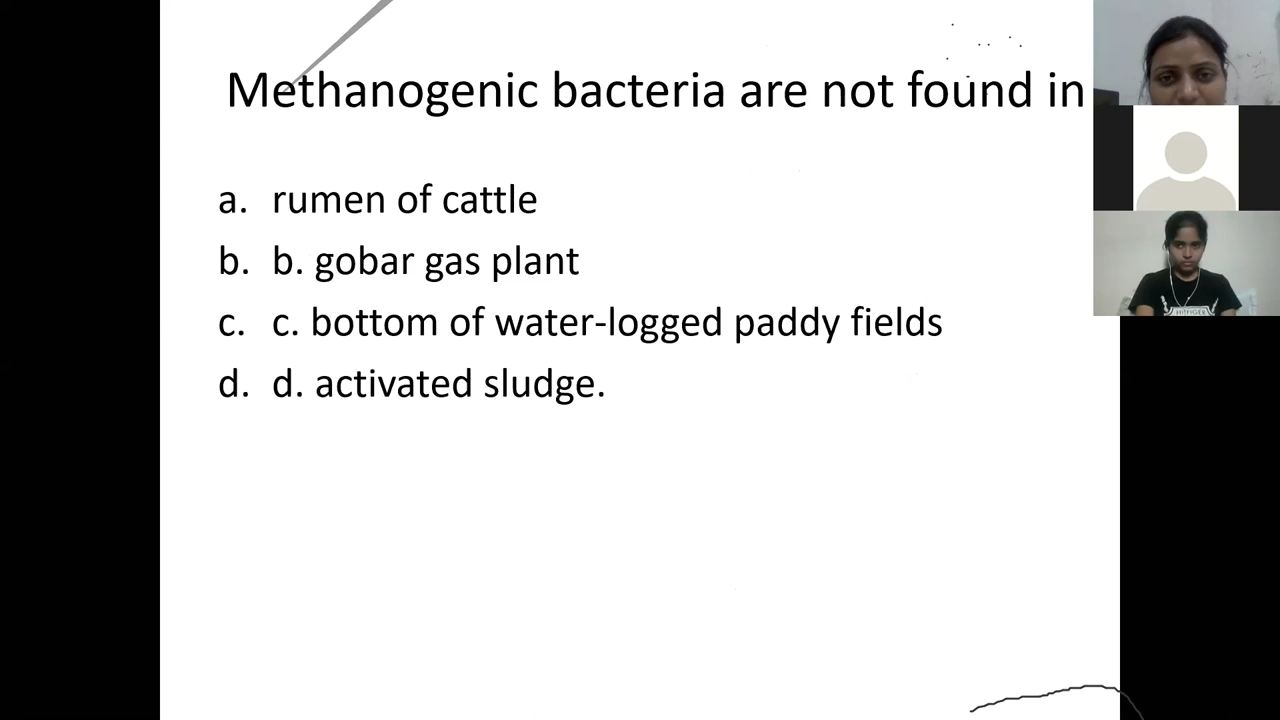 Methanogenic bacteria are not found in
a. rumen of cattle
b. b. gobar gas plant
c. c. bottom of water-logged paddy fields
d. d. activated sludge.
HILFIGER